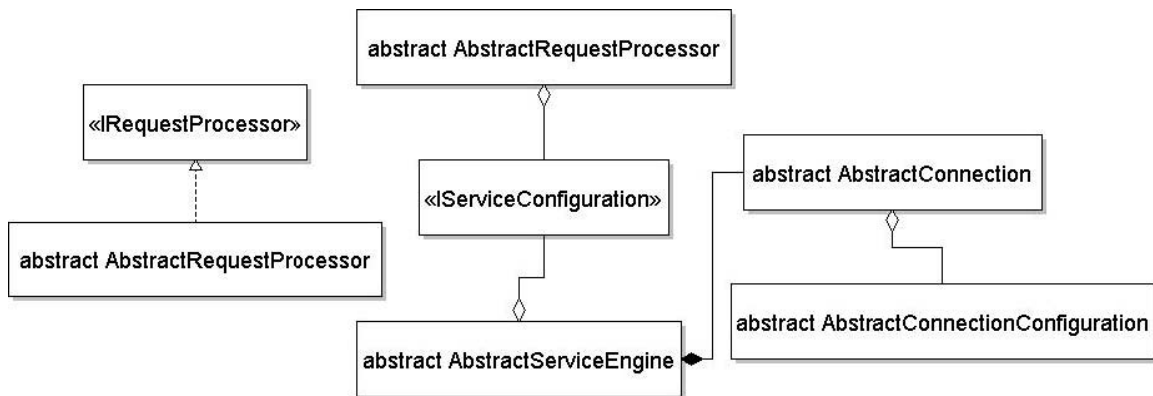 abstract AbstractRequestProcessor
«IRequestProcessor»
«IServiceConfiguration»
abstract AbstractConnection
abstract AbstractRequestProcessor
abstract AbstractConnectionConfiguration
abstract AbstractServiceEngine